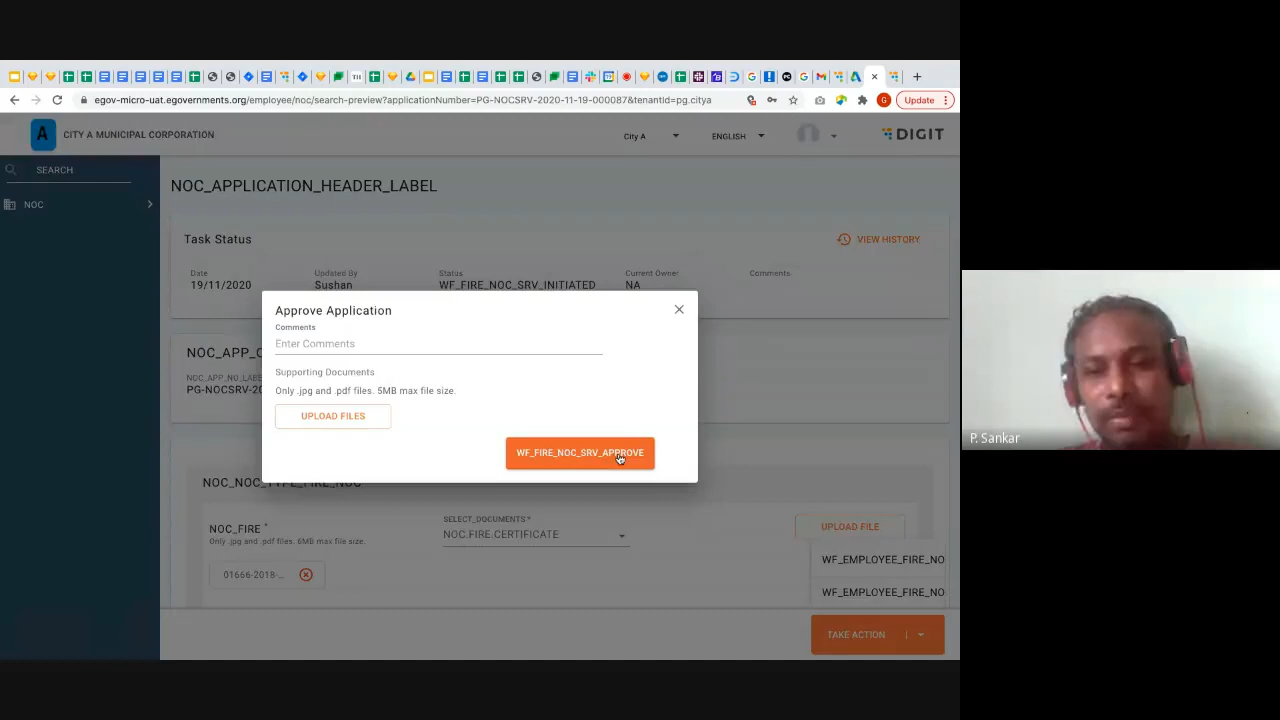 egov-micro-uat.egovernments.org/employee/noc/search-preview?applicationNumber=PG-NOCSRV-2020-11-19-000087&tenantId=pg.citya
G
Update
A
CITY A MUNICIPAL CORPORATION
City A
ENGLISH
DIGIT
SEARCH
NOC
NOC_APPLICATION_HEADER_LABEL
Task Status
VIEW HISTORY
Date
Updated By
Status
Current Owner
Comments
19/11/2020
Sushan
WF_FIRE_NOC_SRV_INITIATED
NA
Approve Application
Comments
Enter Comments
Supporting Documents
Only .jpg and .pdf files. 5MB max file size.
UPLOAD FILES
WF_FIRE_NOC_SRV_APPROVE
NOC_APP_
NOC_APP_NO_LABE
PG-NOCSRV-20
NOC_NOC_TYPE_FIRE_NOC
NOC_FIRE *
Only .jpg and .pdf files. 6MB max file size.
SELECT_DOCUMENTS *
NOC.FIRE.CERTIFICATE
UPLOAD FILE
01666-2018-...
WF_EMPLOYEE_FIRE_NO
WF_EMPLOYEE_FIRE_NO
TAKE ACTION
P. Sankar